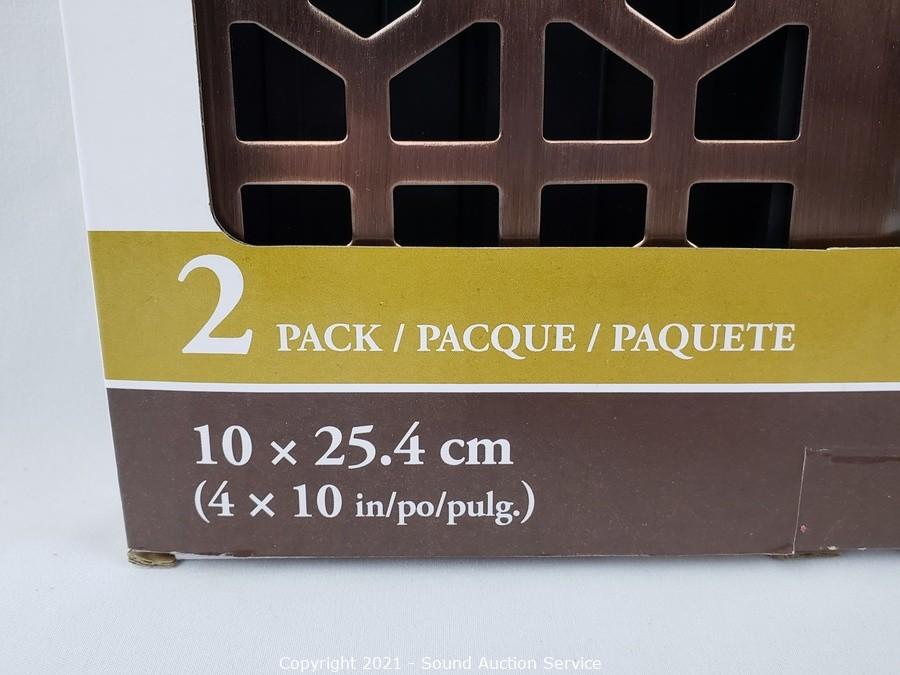 2 PACK / PACQUE / PAQUETE
10 × 25.4 cm
(4 × 10 in/po/pulg.)
Copyright 2021 - Sound Auction Service